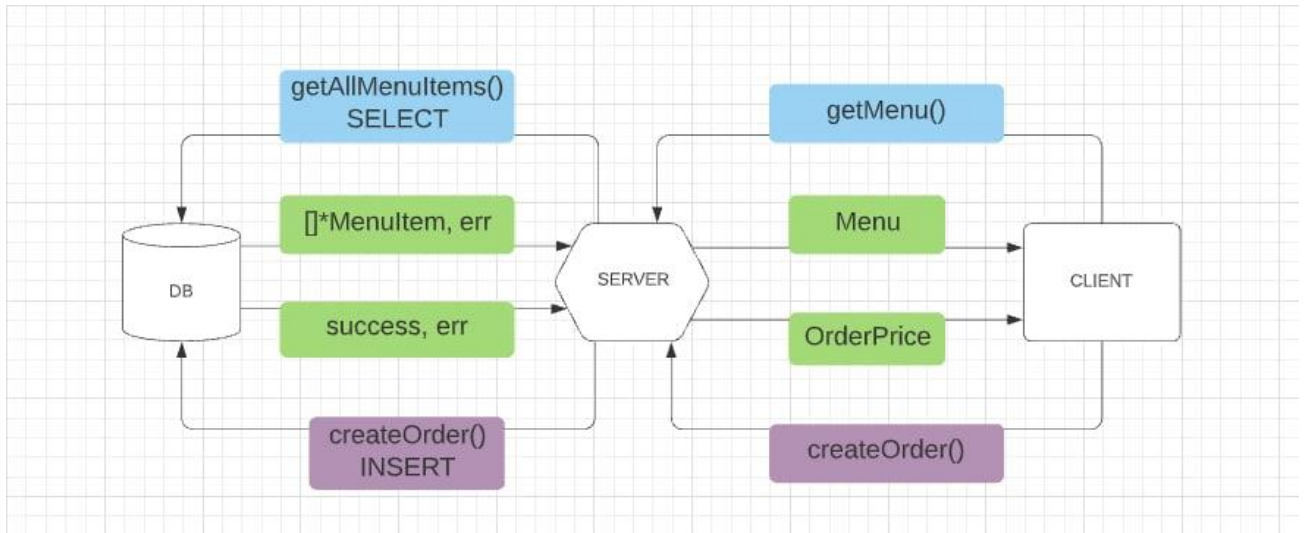 getAllMenuItems()
SELECT
getMenu()
[]*MenuItem, err
Menu
DB
SERVER
CLIENT
success, err
OrderPrice
createOrder()
INSERT
createOrder()